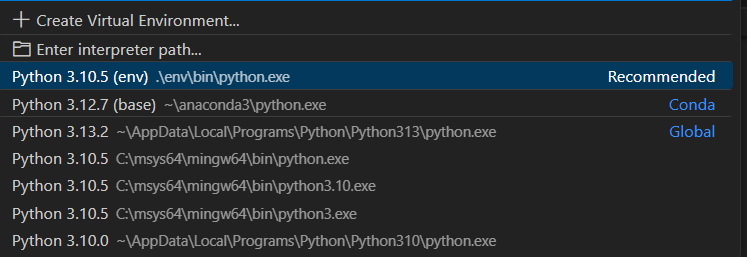 + Create Virtual Environment...
Enter interpreter path...
Python 3.10.5 (env) .\env\bin\python.exe Recommended
Python 3.12.7 (base) ~\anaconda3\python.exe Conda
Python 3.13.2 ~\AppData\Local\Programs\Python\Python313\python.exe Global
Python 3.10.5 C:\msys64\mingw64\bin\python.exe
Python 3.10.5 C:\msys64\mingw64\bin\python3.10.exe
Python 3.10.5 C:\msys64\mingw64\bin\python3.exe
Python 3.10.0 ~\AppData\Local\Programs\Python\Python310\python.exe